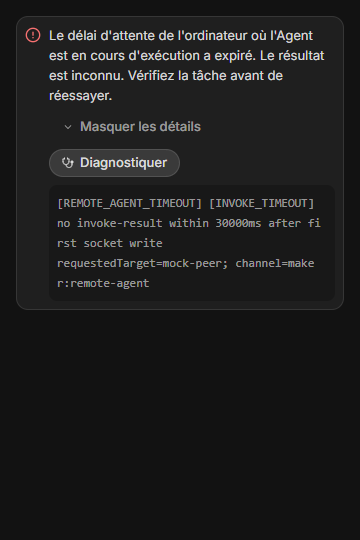 Le délai d'attente de l'ordinateur où l'Agent
est en cours d'exécution a expiré. Le résultat
est inconnu. Vérifiez la tâche avant de
réessayer.
Masquer les détails
Diagnostiquer
[REMOTE_AGENT_TIMEOUT] [INVOKE_TIMEOUT]
no invoke-result within 30000ms after fi
rst socket write
requestedTarget=mock-peer; channel=make
r:remote-agent